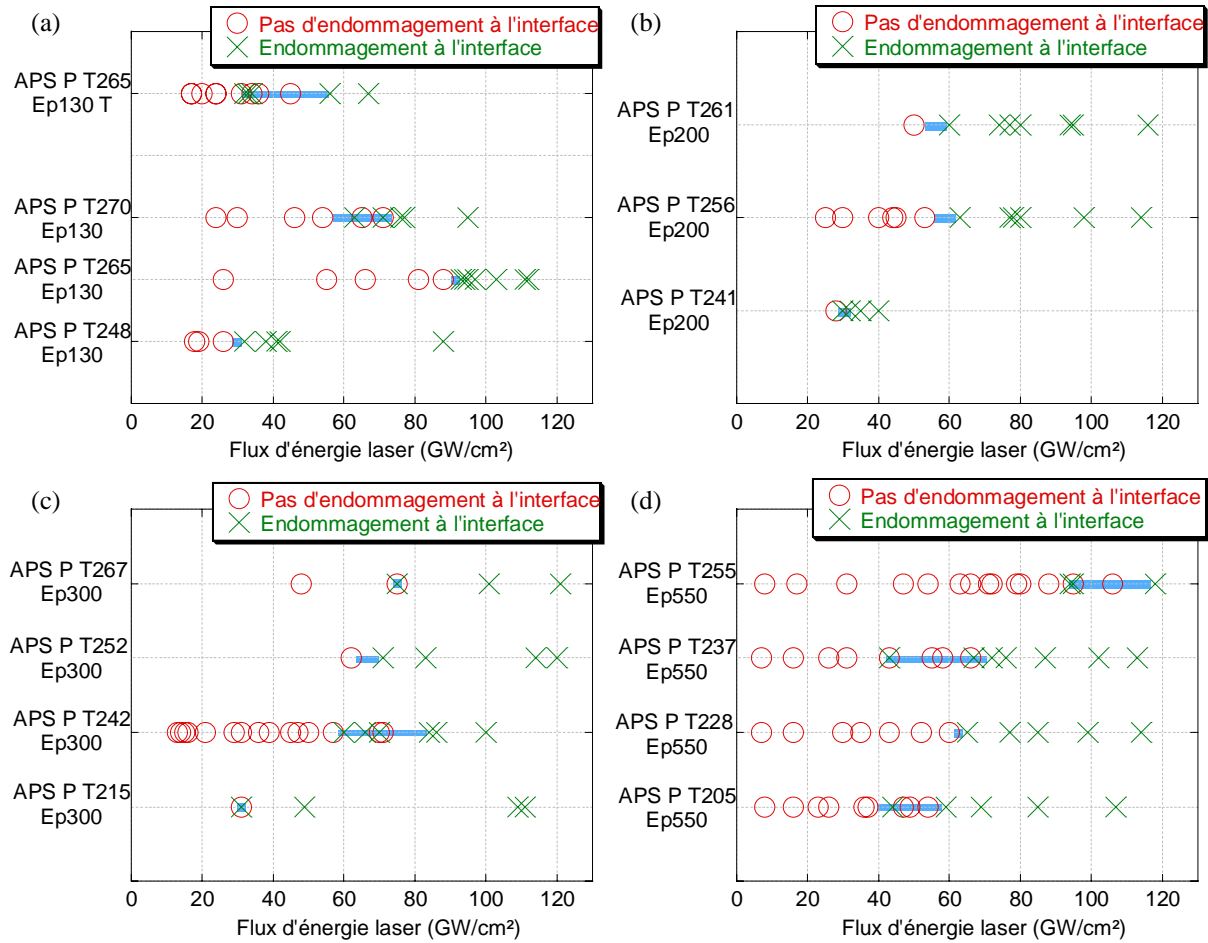 (a)
Pas d'endommagement à l'interface
Endommagement à l'interface
APS P T265
Ep130 T
APS P T270
Ep130
APS P T265
Ep130
APS P T248
Ep130
0 20 40 60 80 100 120
Flux d'énergie laser (GW/cm²)
(b)
Pas d'endommagement à l'interface
Endommagement à l'interface
APS P T261
Ep200
APS P T256
Ep200
APS P T241
Ep200
0 20 40 60 80 100 120
Flux d'énergie laser (GW/cm²)
(c)
Pas d'endommagement à l'interface
Endommagement à l'interface
APS P T267
Ep300
APS P T252
Ep300
APS P T242
Ep300
APS P T215
Ep300
0 20 40 60 80 100 120
Flux d'énergie laser (GW/cm²)
(d)
Pas d'endommagement à l'interface
Endommagement à l'interface
APS P T255
Ep550
APS P T237
Ep550
APS P T228
Ep550
APS P T205
Ep550
0 20 40 60 80 100 120
Flux d'énergie laser (GW/cm²)